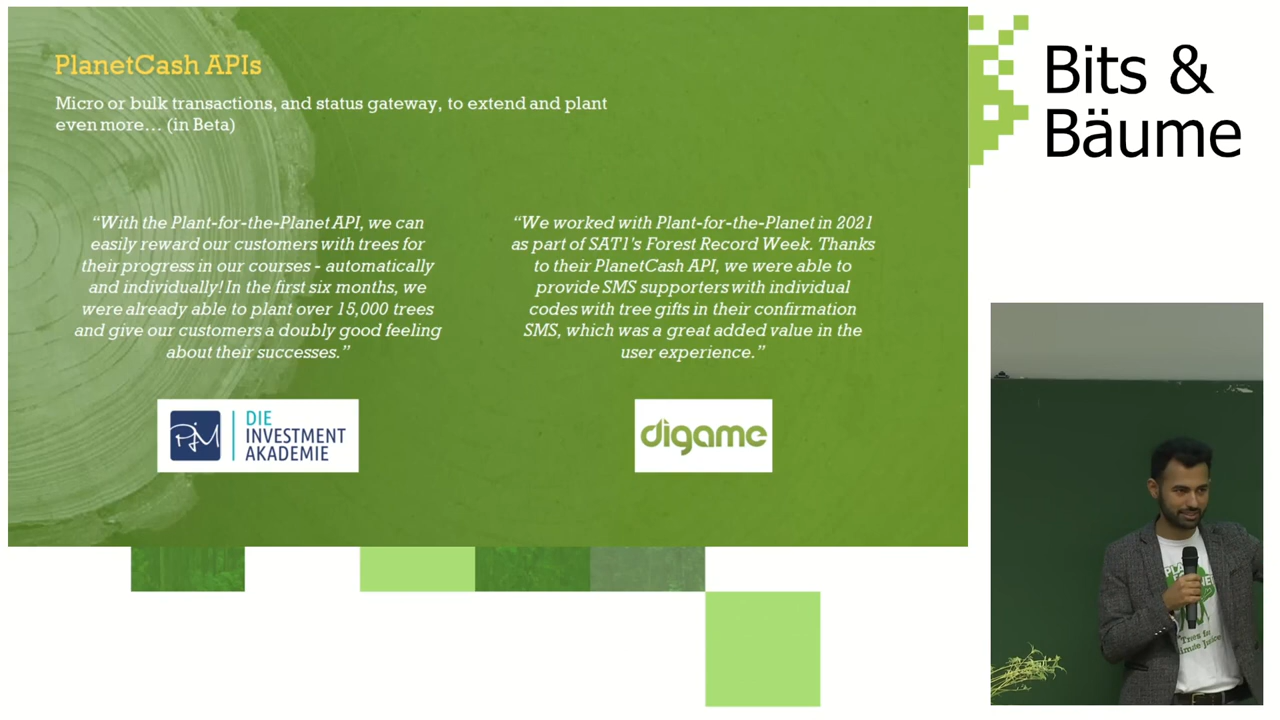 PlanetCash APIs
Micro or bulk transactions, and status gateway, to extend and plant
even more… (in Beta)
“With the Plant-for-the-Planet API, we can
easily reward our customers with trees for
their progress in our courses - automatically
and individually! In the first six months, we
were already able to plant over 15,000 trees
and give our customers a doubly good feeling
about their successes.”
DIE
INVESTMENT
AKADEMIE
“We worked with Plant-for-the-Planet in 2021
as part of SAT1’s Forest Record Week. Thanks
to their PlanetCash API, we were able to
provide SMS supporters with individual
codes with tree gifts in their confirmation
SMS, which was a great added value in the
user experience.”
digame
Bits &
Bäume
Trees for